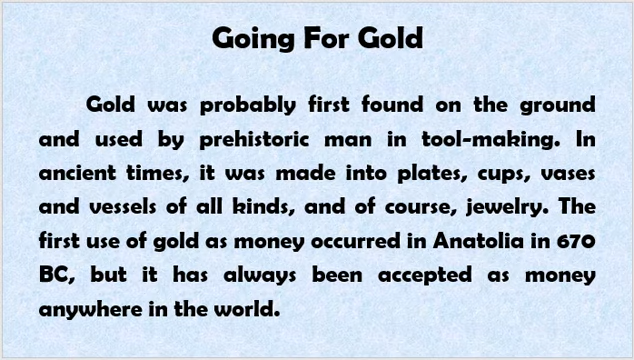 Going For Gold
Gold was probably first found on the ground
and used by prehistoric man in tool-making. In
ancient times, it was made into plates, cups, vases
and vessels of all kinds, and of course, jewelry. The
first use of gold as money occurred in Anatolia in 670
BC, but it has always been accepted as money
anywhere in the world.